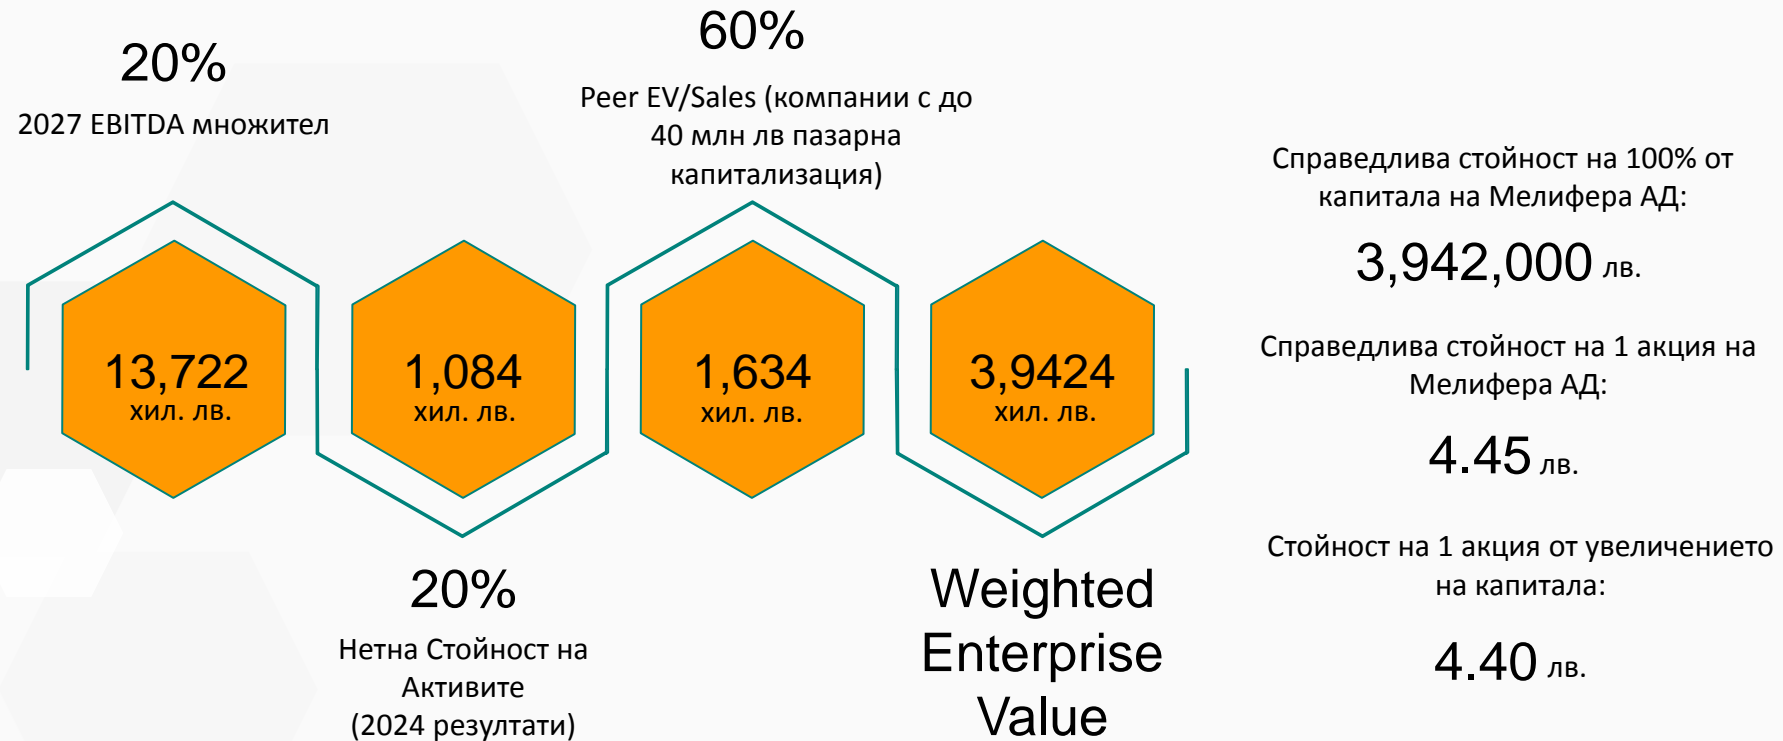 20%
2027 EBITDA множител
13,722
хил. лв.
1,084
хил. лв.
20%
Нетна Стойност на
Активите
(2024 резултати)
60%
Peer EV/Sales (компании с до
40 млн лв пазарна
капитализация)
1,634
хил. лв.
3,9424
хил. лв.
Weighted
Enterprise
Value
Справедлива стойност на 100% от
капитала на Мелифера АД:
3,942,000 лв.
Справедлива стойност на 1 акция на
Мелифера АД:
4.45 лв.
Стойност на 1 акция от увеличението
на капитала:
4.40 лв.